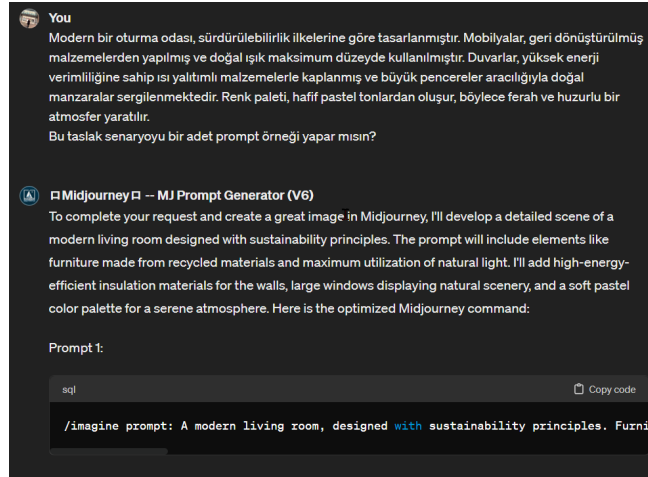 You
Modern bir oturma odası, sürdürülebilirlik ilkelerine göre tasarlanmıştır. Mobilyalar, geri dönüştürülmüş
malzemelerden yapılmış ve doğal ışık maksimum düzeyde kullanılmıştır. Duvarlar, yüksek enerji
verimliliğine sahip ısı yalıtımlı malzemelerle kaplanmış ve büyük pencereler aracılığıyla doğal
manzaralar sergilenmektedir. Renk paleti, hafif pastel tonlardan oluşur, böylece ferah ve huzurlu bir
atmosfer yaratılır.
Bu taslak senaryoyu bir adet prompt örneği yapar mısın?
ㅁMidjourneyㅁ -- MJ Prompt Generator (V6)
To complete your request and create a great image in Midjourney, I'll develop a detailed scene of a
modern living room designed with sustainability principles. The prompt will include elements like
furniture made from recycled materials and maximum utilization of natural light. I'll add high-energy-
efficient insulation materials for the walls, large windows displaying natural scenery, and a soft pastel
color palette for a serene atmosphere. Here is the optimized Midjourney command:
Prompt 1:
sql Copy code
/imagine prompt: A modern living room, designed with sustainability principles. Furni